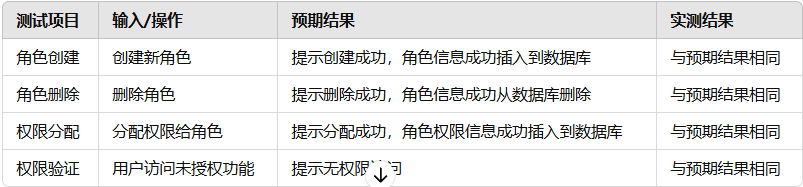 测试项目 输入/操作 预期结果 实测结果
角色创建 创建新角色 提示创建成功，角色信息成功插入到数据库 与预期结果相同
角色删除 删除角色 提示删除成功，角色信息成功从数据库删除 与预期结果相同
权限分配 分配权限给角色 提示分配成功，角色权限信息成功插入到数据库 与预期结果相同
权限验证 用户访问未授权功能 提示无权限访问 与预期结果相同